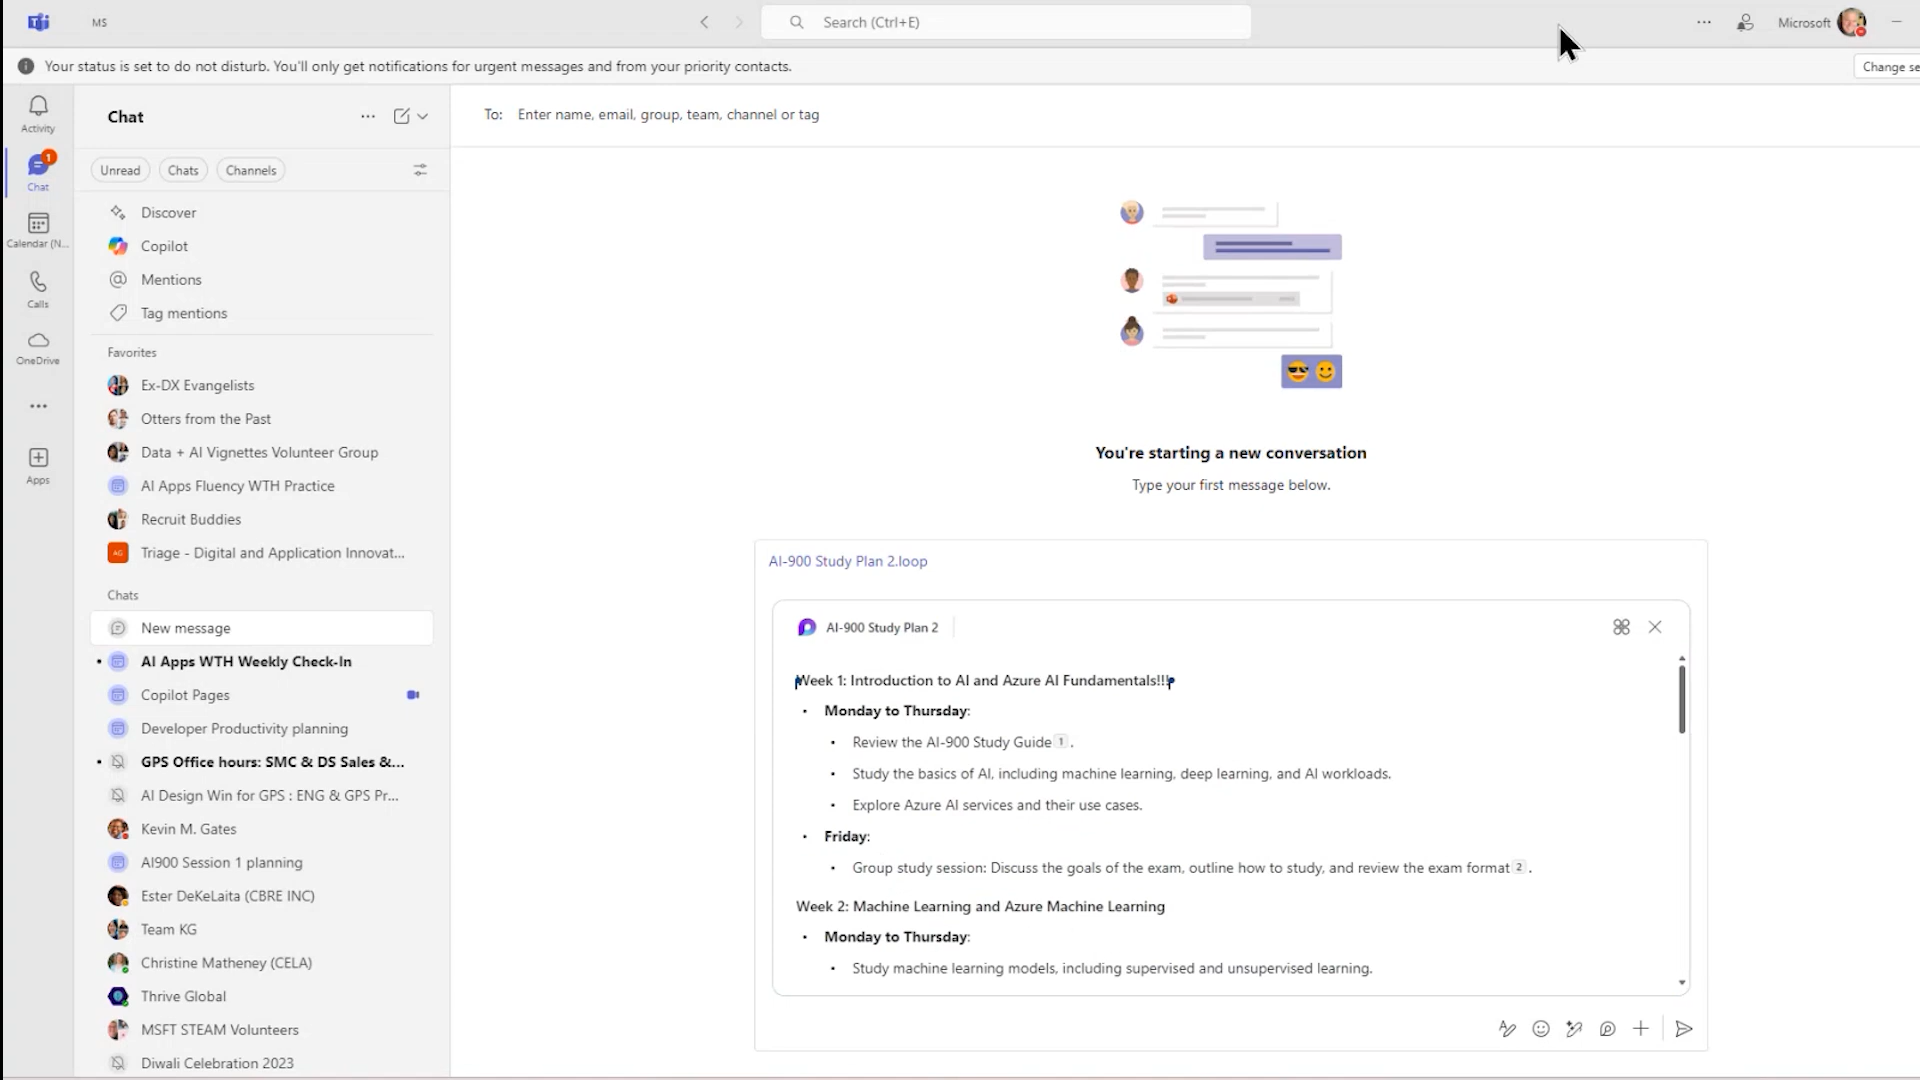 MS
Search (Ctrl+E)
Microsoft
Your status is set to do not disturb. You'll only get notifications for urgent messages and from your priority contacts.
Change se
Activity
1
Chat
Calendar (N...
Calls
OneDrive
Apps
Chat
Unread
Chats
Channels
Discover
Copilot
Mentions
Tag mentions
Favorites
Ex-DX Evangelists
Otters from the Past
Data + AI Vignettes Volunteer Group
AI Apps Fluency WTH Practice
Recruit Buddies
AG
Triage - Digital and Application Innovat...
Chats
New message
AI Apps WTH Weekly Check-In
Copilot Pages
Developer Productivity planning
GPS Office hours: SMC & DS Sales &...
AI Design Win for GPS : ENG & GPS Pr...
Kevin M. Gates
AI900 Session 1 planning
Ester DeKeLaita (CBRE INC)
Team KG
Christine Matheney (CELA)
Thrive Global
MSFT STEAM Volunteers
Diwali Celebration 2023
To: Enter name, email, group, team, channel or tag
You're starting a new conversation
Type your first message below.
AI-900 Study Plan 2.loop
AI-900 Study Plan 2
Week 1: Introduction to AI and Azure AI Fundamentals!!!
• Monday to Thursday:
• Review the AI-900 Study Guide 1 .
• Study the basics of AI, including machine learning, deep learning, and AI workloads.
• Explore Azure AI services and their use cases.
• Friday:
• Group study session: Discuss the goals of the exam, outline how to study, and review the exam format 2 .
Week 2: Machine Learning and Azure Machine Learning
• Monday to Thursday:
• Study machine learning models, including supervised and unsupervised learning.